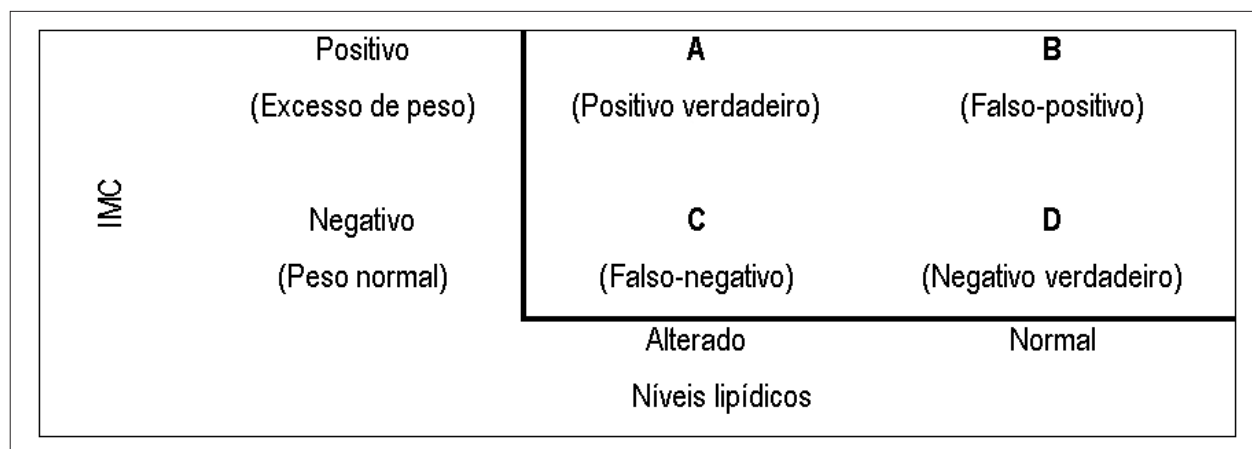 Positivo A B
(Excesso de peso) (Positivo verdadeiro) (Falso-positivo)
IMC
Negativo C D
(Peso normal) (Falso-negativo) (Negativo verdadeiro)
Alterado Normal
Níveis lipídicos